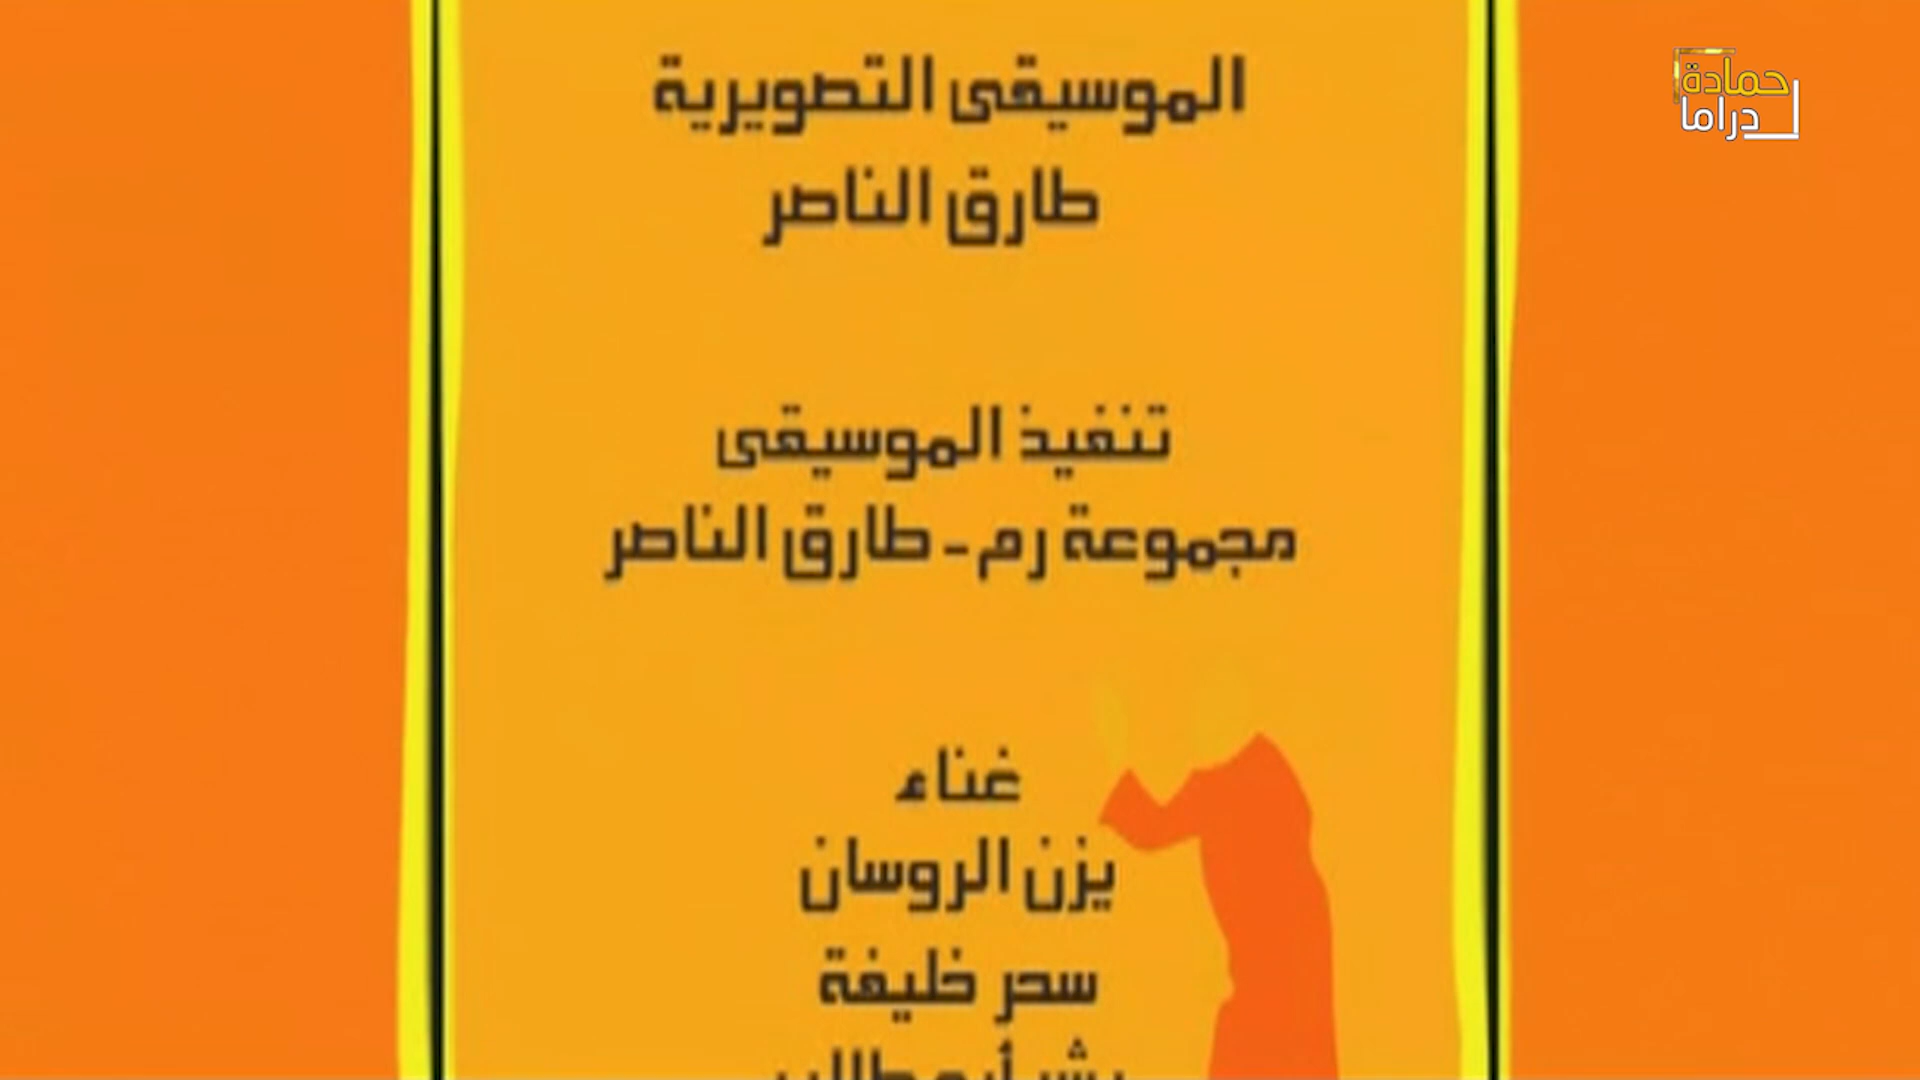 الموسيقى التصويرية
طارق الناصر
تنفيذ الموسيقى
مجموعة رم - طارق الناصر
غناء
يزن الروسان
سحر خليفة
حمادة
دراما